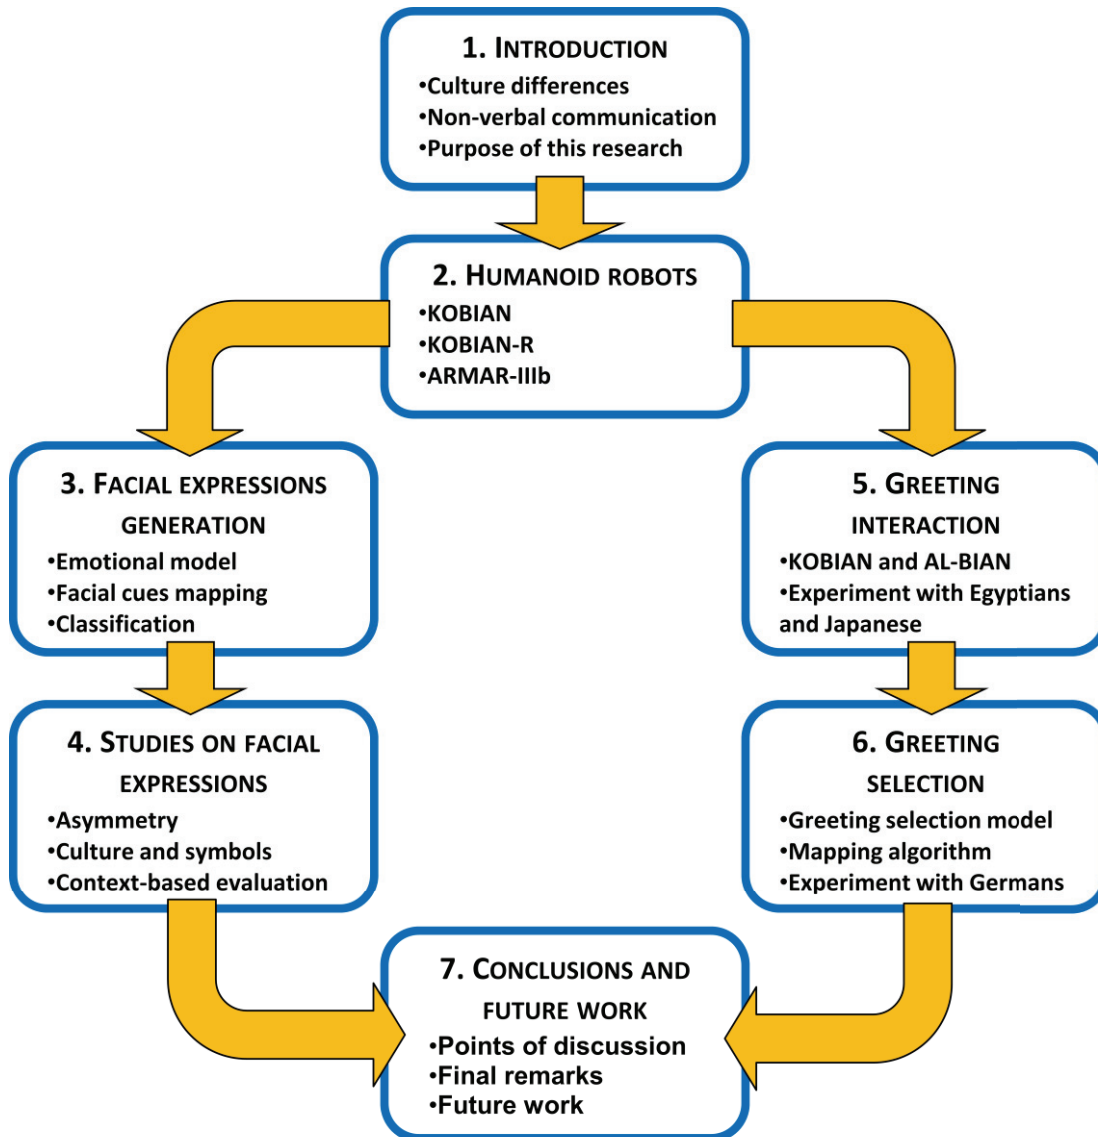 1. INTRODUCTION
•Culture differences
•Non-verbal communication
•Purpose of this research
2. HUMANOID ROBOTS
•KOBIAN
•KOBIAN-R
•ARMAR-IIIb
3. FACIAL EXPRESSIONS
GENERATION
•Emotional model
•Facial cues mapping
•Classification
4. STUDIES ON FACIAL
EXPRESSIONS
•Asymmetry
•Culture and symbols
•Context-based evaluation
5. GREETING
INTERACTION
•KOBIAN and AL-BIAN
•Experiment with Egyptians
and Japanese
6. GREETING
SELECTION
•Greeting selection model
•Mapping algorithm
•Experiment with Germans
7. CONCLUSIONS AND
FUTURE WORK
•Points of discussion
•Final remarks
•Future work